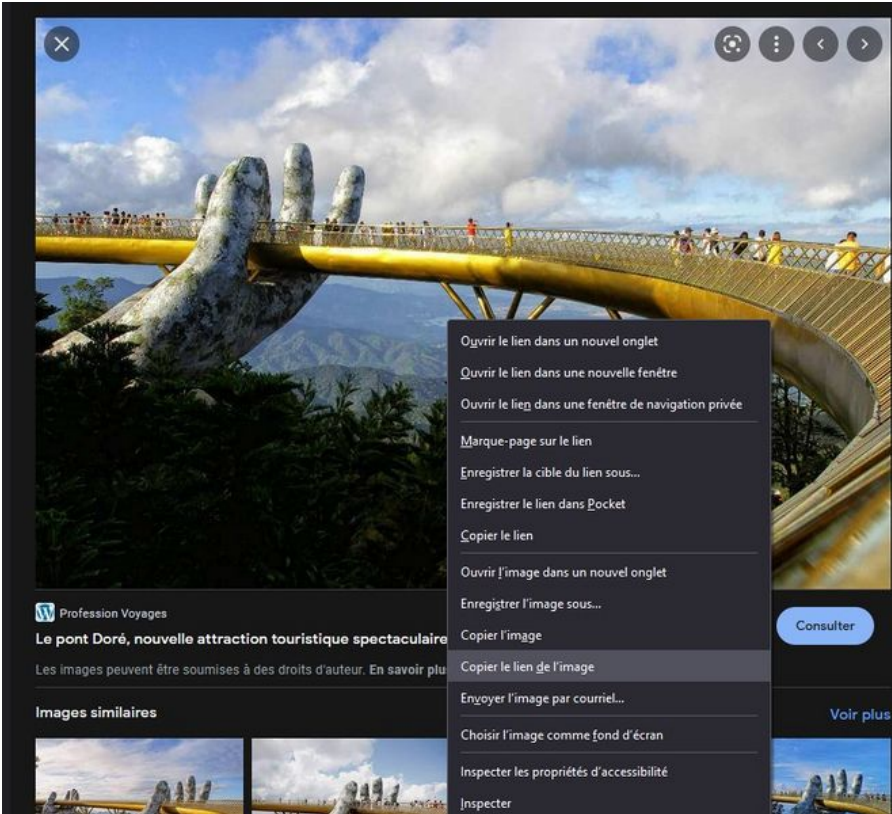 Ouvrir le lien dans un nouvel onglet
Ouvrir le lien dans une nouvelle fenêtre
Ouvrir le lien dans une fenêtre de navigation privée
Marque-page sur le lien
Enregistrer la cible du lien sous...
Enregistrer le lien dans Pocket
Copier le lien
Ouvrir l'image dans un nouvel onglet
Enregistrer l'image sous...
Copier l'image
Copier le lien de l'image
Envoyer l'image par courriel...
Choisir l'image comme fond d'écran
Inspecter les propriétés d'accessibilité
Inspecter
Profession Voyages
Consulter
Le pont Doré, nouvelle attraction touristique spectaculaire
Les images peuvent être soumises à des droits d'auteur. En savoir plu
Images similaires
Voir plus